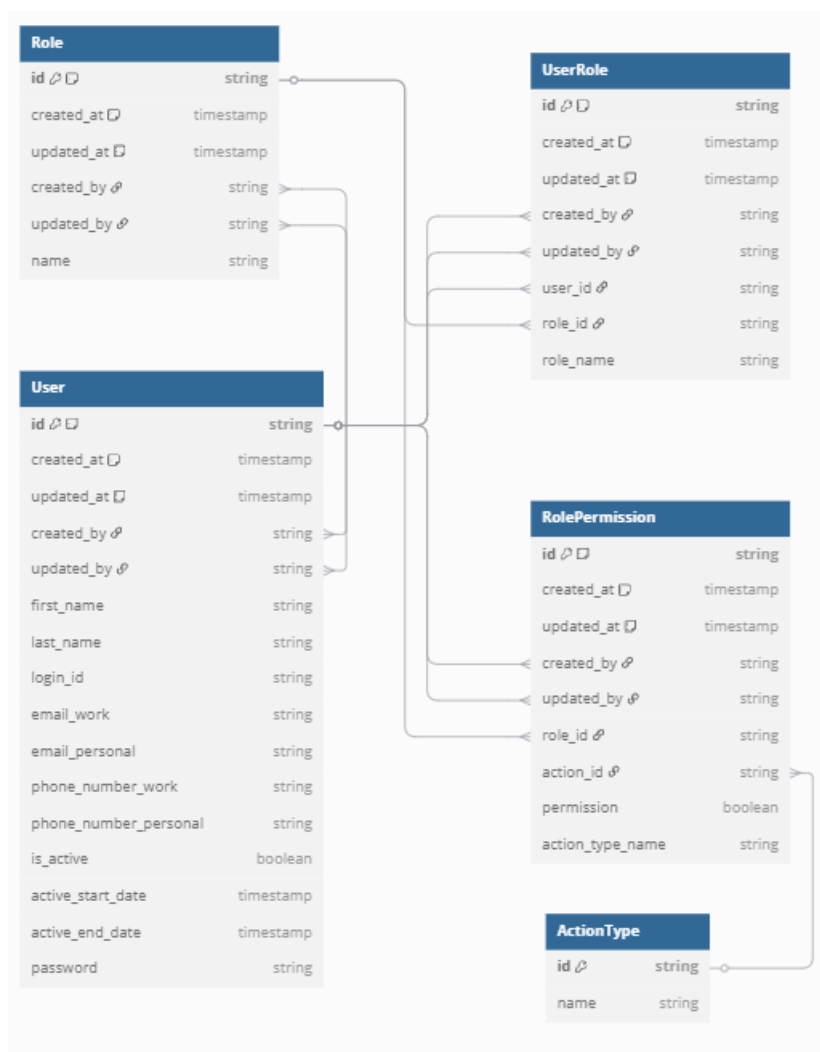 Role
id string
created_at timestamp
updated_at timestamp
created_by string
updated_by string
name string
UserRole
id string
created_at timestamp
updated_at timestamp
created_by string
updated_by string
user_id string
role_id string
role_name string
User
id string
created_at timestamp
updated_at timestamp
created_by string
updated_by string
first_name string
last_name string
login_id string
email_work string
email_personal string
phone_number_work string
phone_number_personal string
is_active boolean
active_start_date timestamp
active_end_date timestamp
password string
RolePermission
id string
created_at timestamp
updated_at timestamp
created_by string
updated_by string
role_id string
action_id string
permission boolean
action_type_name string
ActionType
id string
name string